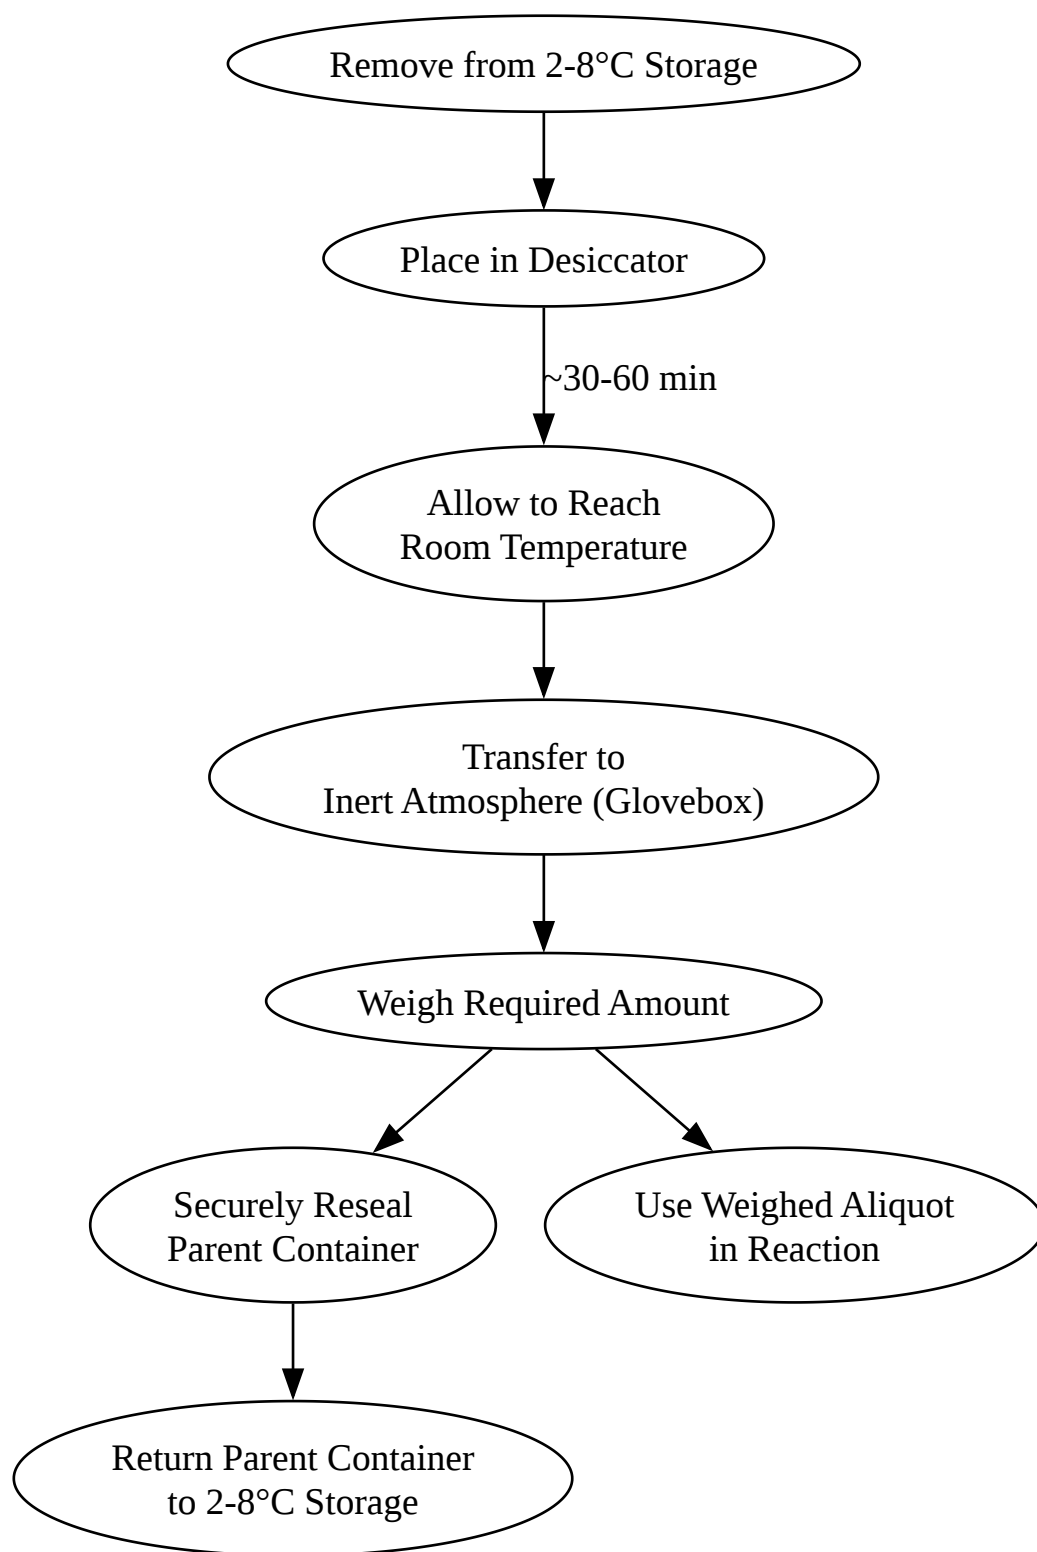 Remove from 2-8°C Storage
Place in Desiccator
~30-60 min
Allow to Reach
Room Temperature
Transfer to
Inert Atmosphere (Glovebox)
Weigh Required Amount
Securely Reseal
Parent Container
Use Weighed Aliquot
in Reaction
Return Parent Container
to 2-8°C Storage